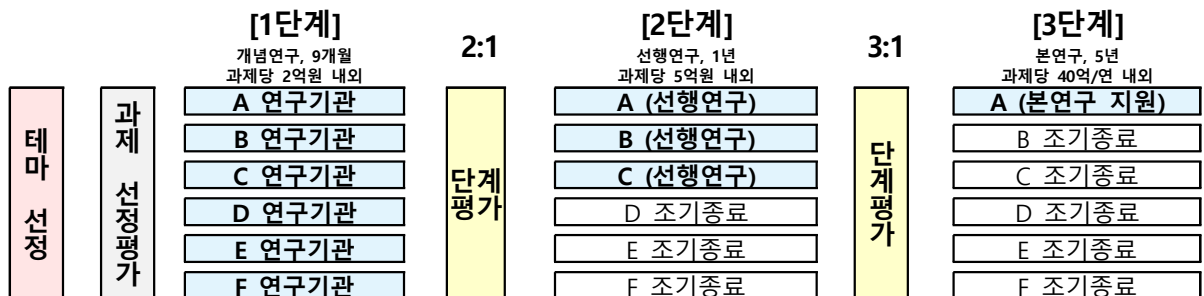 [1단계]
개념연구, 9개월
과제당 2억원 내외
2:1
[2단계]
선행연구, 1년
과제당 5억원 내외
3:1
[3단계]
본연구, 5년
과제당 40억/연 내외
테마 선정
과제 선정평가
A 연구기관
B 연구기관
C 연구기관
D 연구기관
E 연구기관
F 연구기관
단계
평가
A (선행연구)
B (선행연구)
C (선행연구)
D 조기종료
E 조기종료
F 조기종료
단계평가
A (본연구 지원)
B 조기종료
C 조기종료
D 조기종료
E 조기종료
F 조기종료